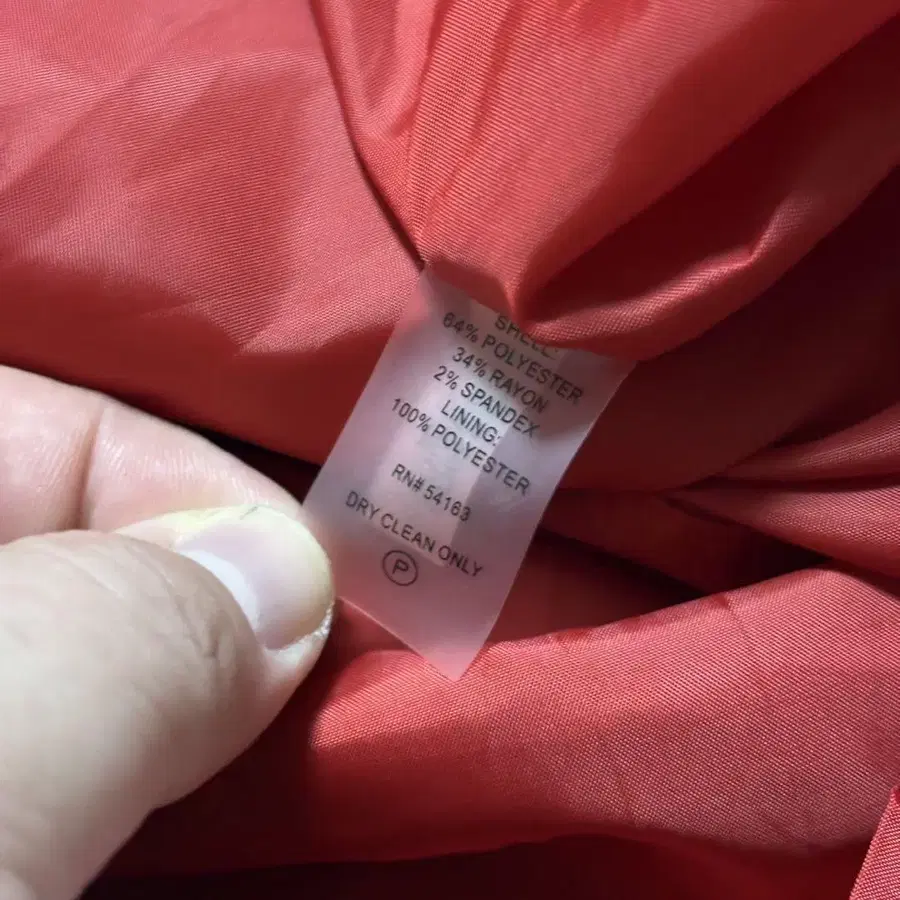 SHELL:
64% POLYESTER
34% RAYON
2% SPANDEX
LINING:
100% POLYESTER
RN# 54163
DRY CLEAN ONLY
P